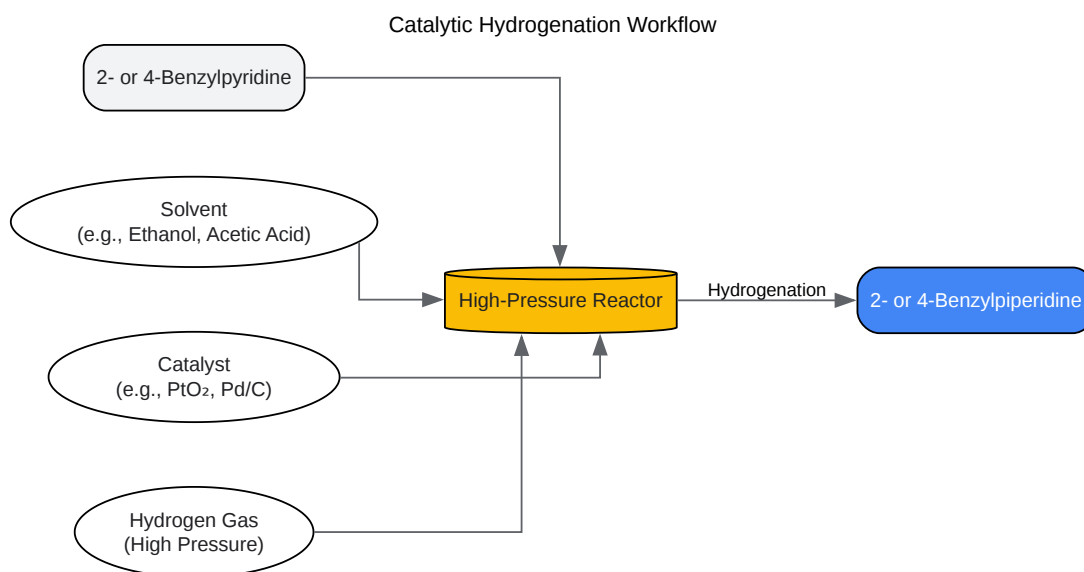 Catalytic Hydrogenation Workflow
2- or 4-Benzylpyridine
Solvent
(e.g., Ethanol, Acetic Acid)
High-Pressure Reactor
Hydrogenation
2- or 4-Benzylpiperidine
Catalyst
(e.g., PtO₂, Pd/C)
Hydrogen Gas
(High Pressure)